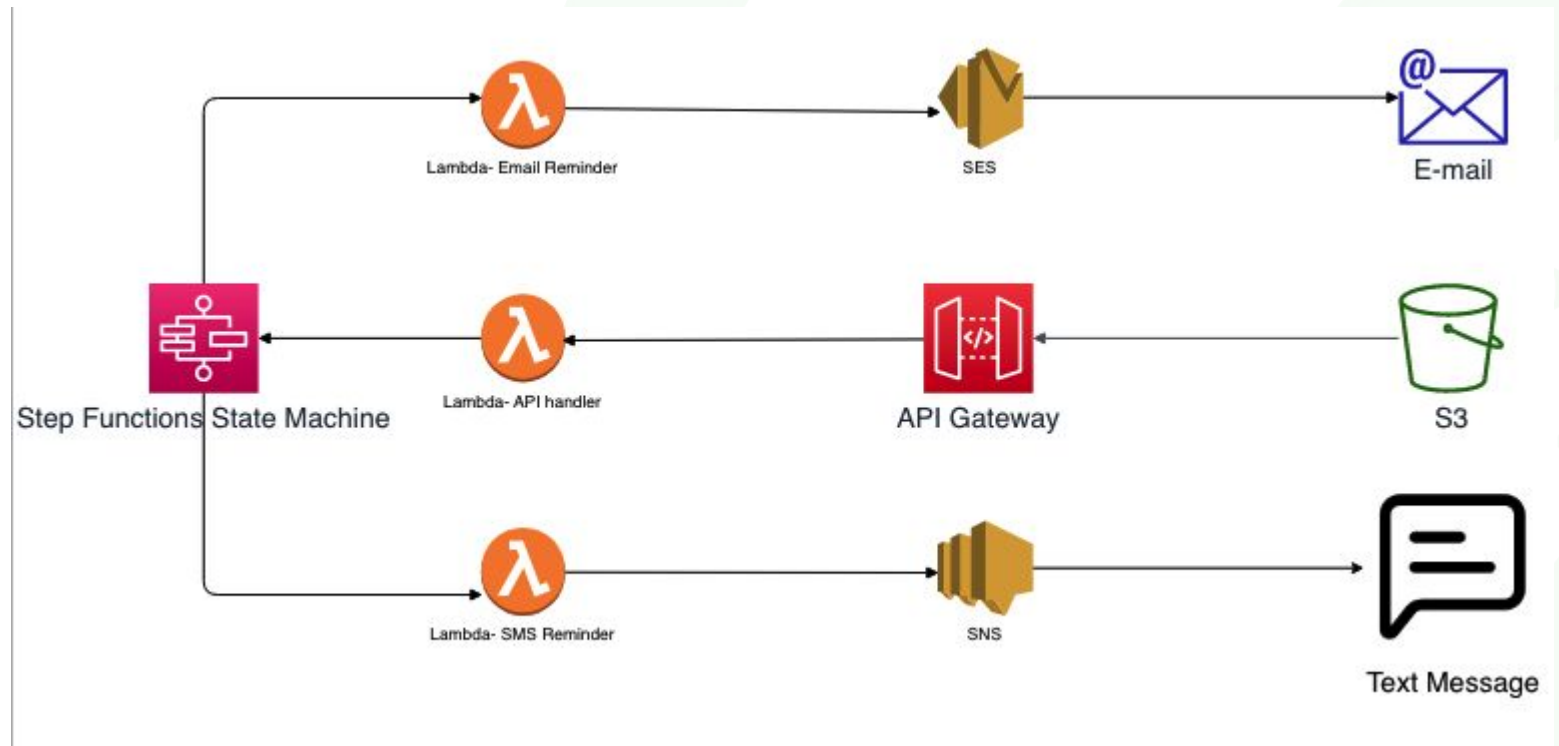 Lambda- Email Reminder
SES
@
E-mail
</>
Step Functions State Machine
Lambda- API handler
API Gateway
S3
Lambda- SMS Reminder
SNS
Text Message